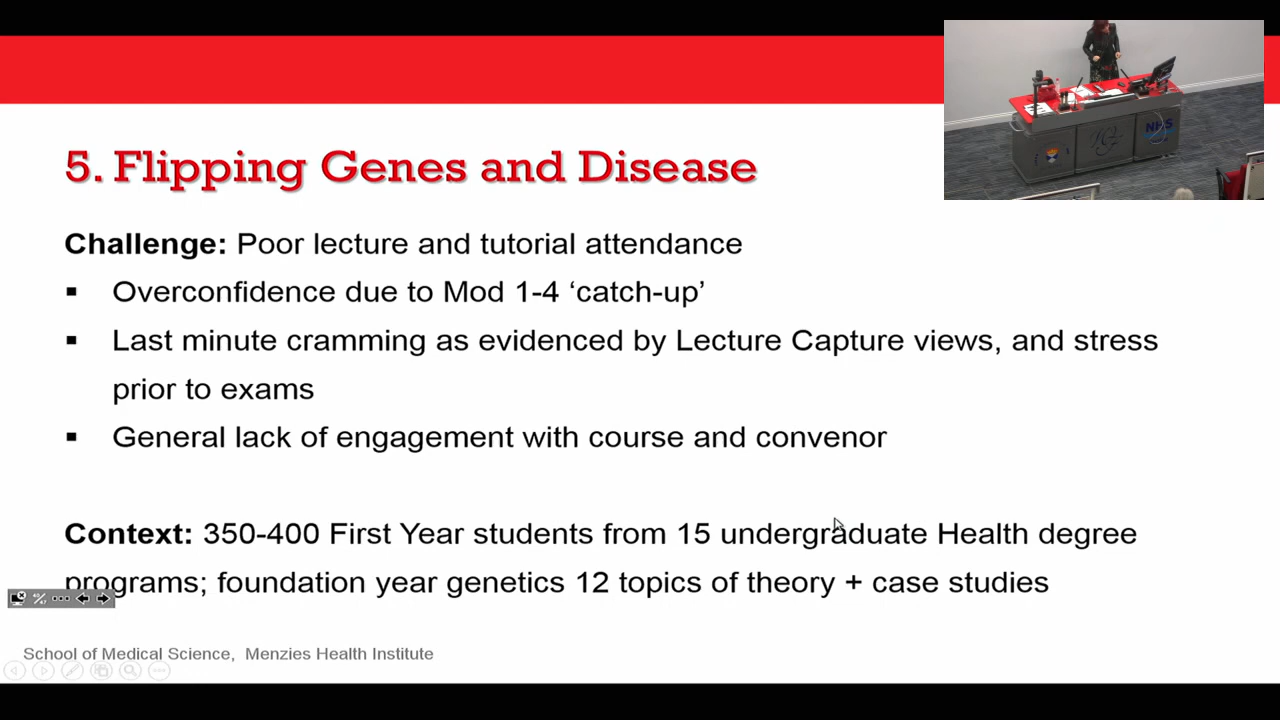 5. Flipping Genes and Disease
Challenge: Poor lecture and tutorial attendance
▪ Overconfidence due to Mod 1-4 ‘catch-up’
▪ Last minute cramming as evidenced by Lecture Capture views, and stress
prior to exams
▪ General lack of engagement with course and convenor
Context: 350-400 First Year students from 15 undergraduate Health degree
programs; foundation year genetics 12 topics of theory + case studies
School of Medical Science, Menzies Health Institute
NHS